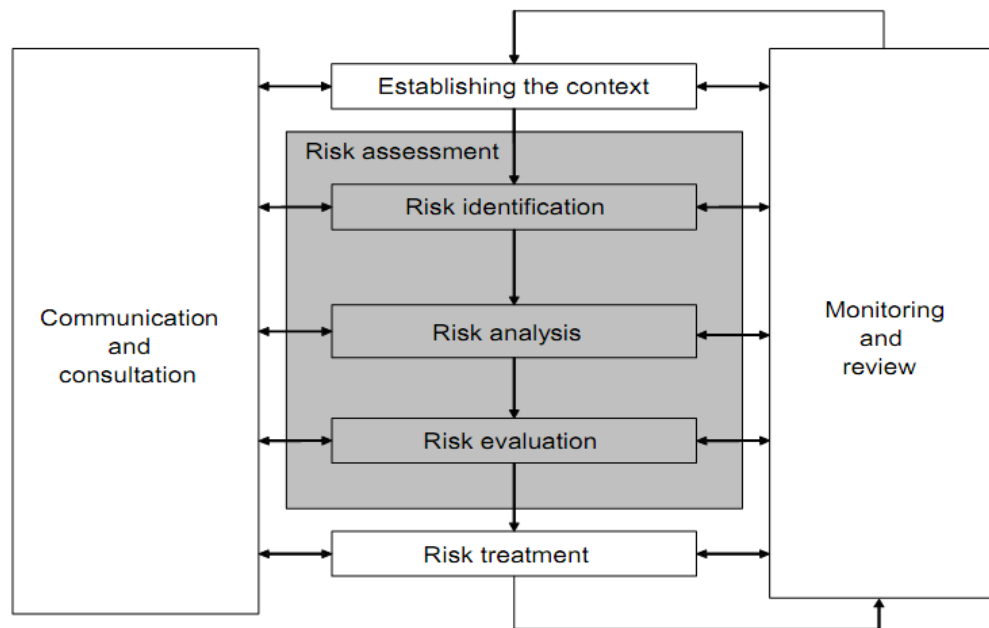 Establishing the context
Risk assessment
Risk identification
Risk analysis
Risk evaluation
Risk treatment
Communication
and
consultation
Monitoring
and
review